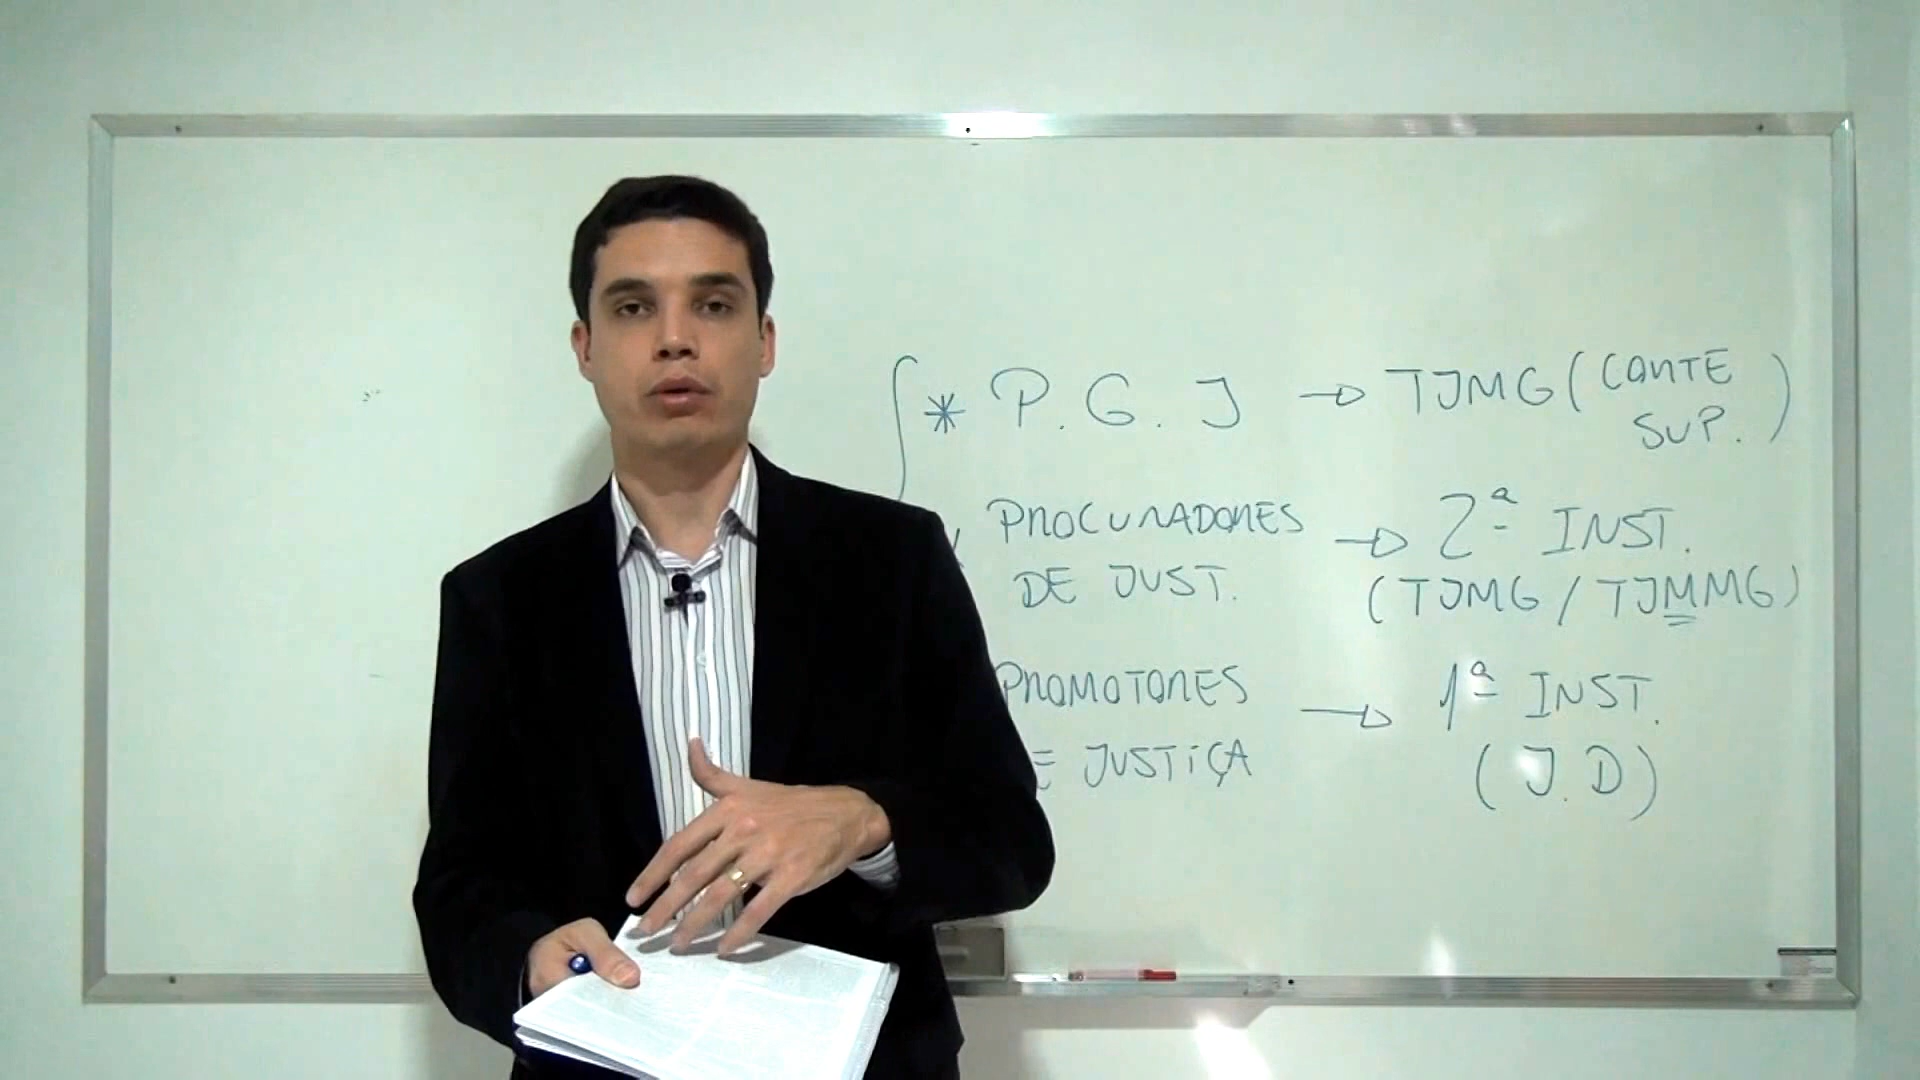 * P. G. J → TJMG (CORTE
SUP.)
PROCURADORES → 2ª INST.
DE JUST. (TJMG / TJMMG)
PROMOTORES → 1ª INST.
E JUSTIÇA (J.D)